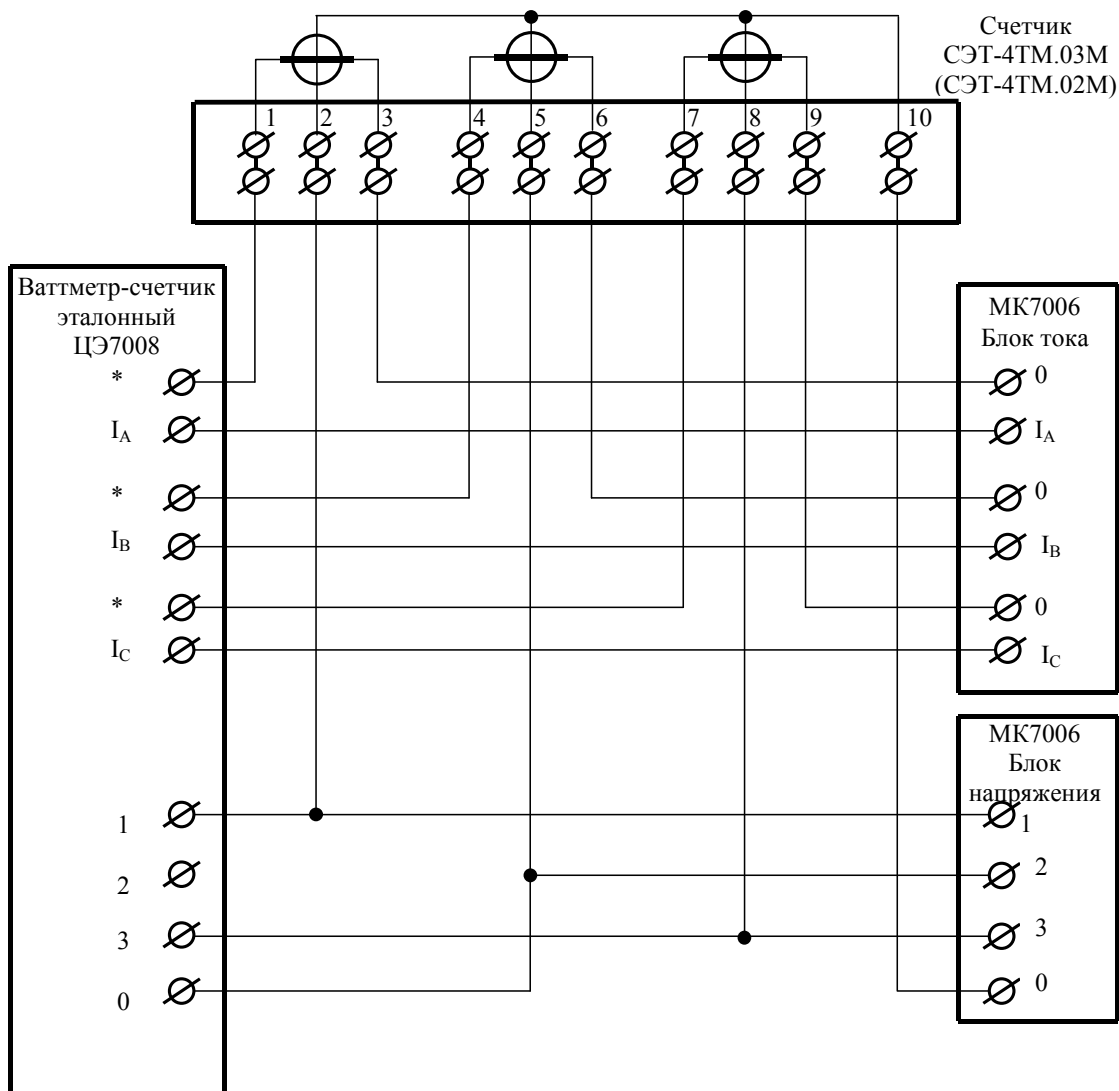 Счетчик
СЭТ-4ТМ.03М
(СЭТ-4ТМ.02М)
1 2 3 4 5 6 7 8 9 10
Ваттметр-счетчик
эталонный
ЦЭ7008
*
IA
*
IB
*
IC
1
2
3
0
МК7006
Блок тока
0
IA
0
IB
0
IC
МК7006
Блок
напряжения
1
2
3
0